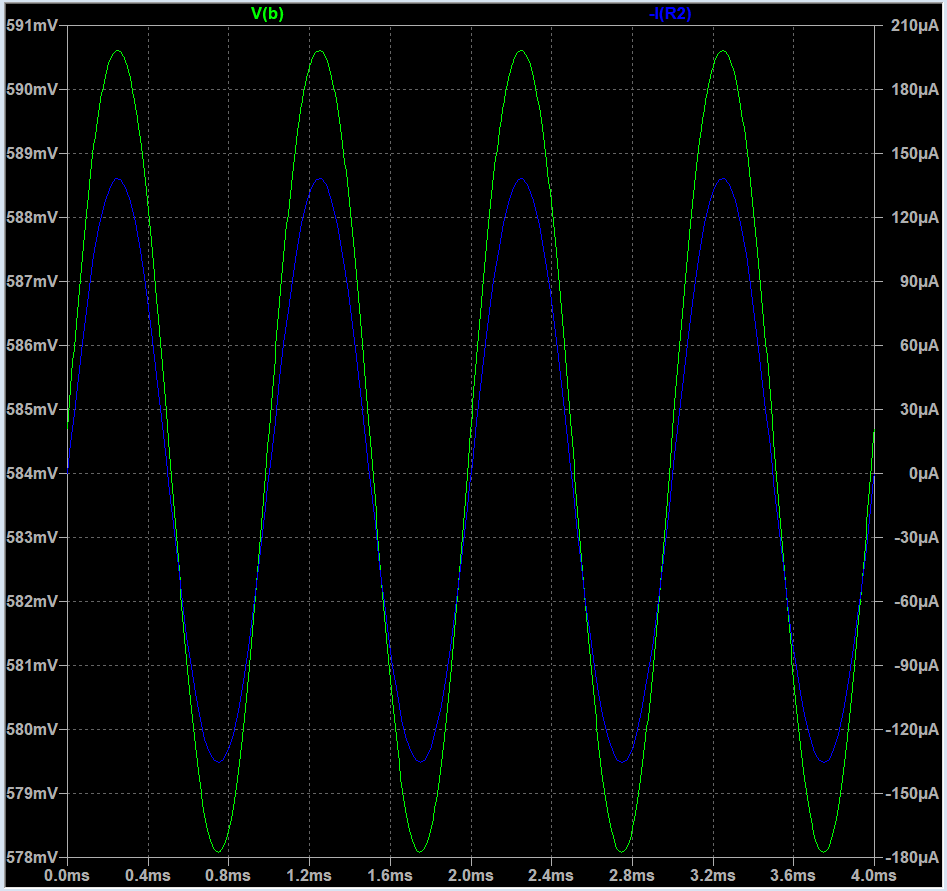 V(b) -I(R2)
591mV 210µA
590mV 180µA
589mV 150µA
588mV 120µA
587mV 90µA
586mV 60µA
585mV 30µA
584mV 0µA
583mV -30µA
582mV -60µA
581mV -90µA
580mV -120µA
579mV -150µA
578mV -180µA
0.0ms 0.4ms 0.8ms 1.2ms 1.6ms 2.0ms 2.4ms 2.8ms 3.2ms 3.6ms 4.0ms